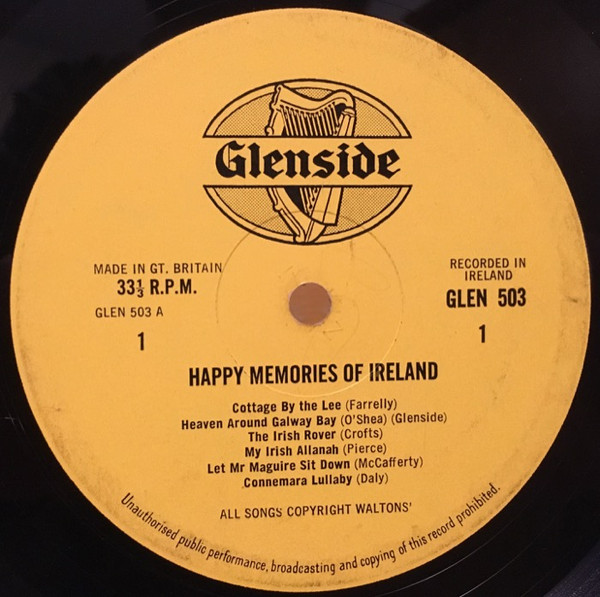 Glenside
MADE IN GT. BRITAIN
33⅓ R.P.M.
GLEN 503 A
1
RECORDED IN
IRELAND
GLEN 503
1
HAPPY MEMORIES OF IRELAND
Cottage By the Lee (Farrelly)
Heaven Around Galway Bay (O'Shea) (Glenside)
The Irish Rover (Crofts)
My Irish Allanah (Pierce)
Let Mr Maguire Sit Down (McCafferty)
Connemara Lullaby (Daly)
ALL SONGS COPYRIGHT WALTONS'
Unauthorised public performance, broadcasting and copying of this record prohibited.